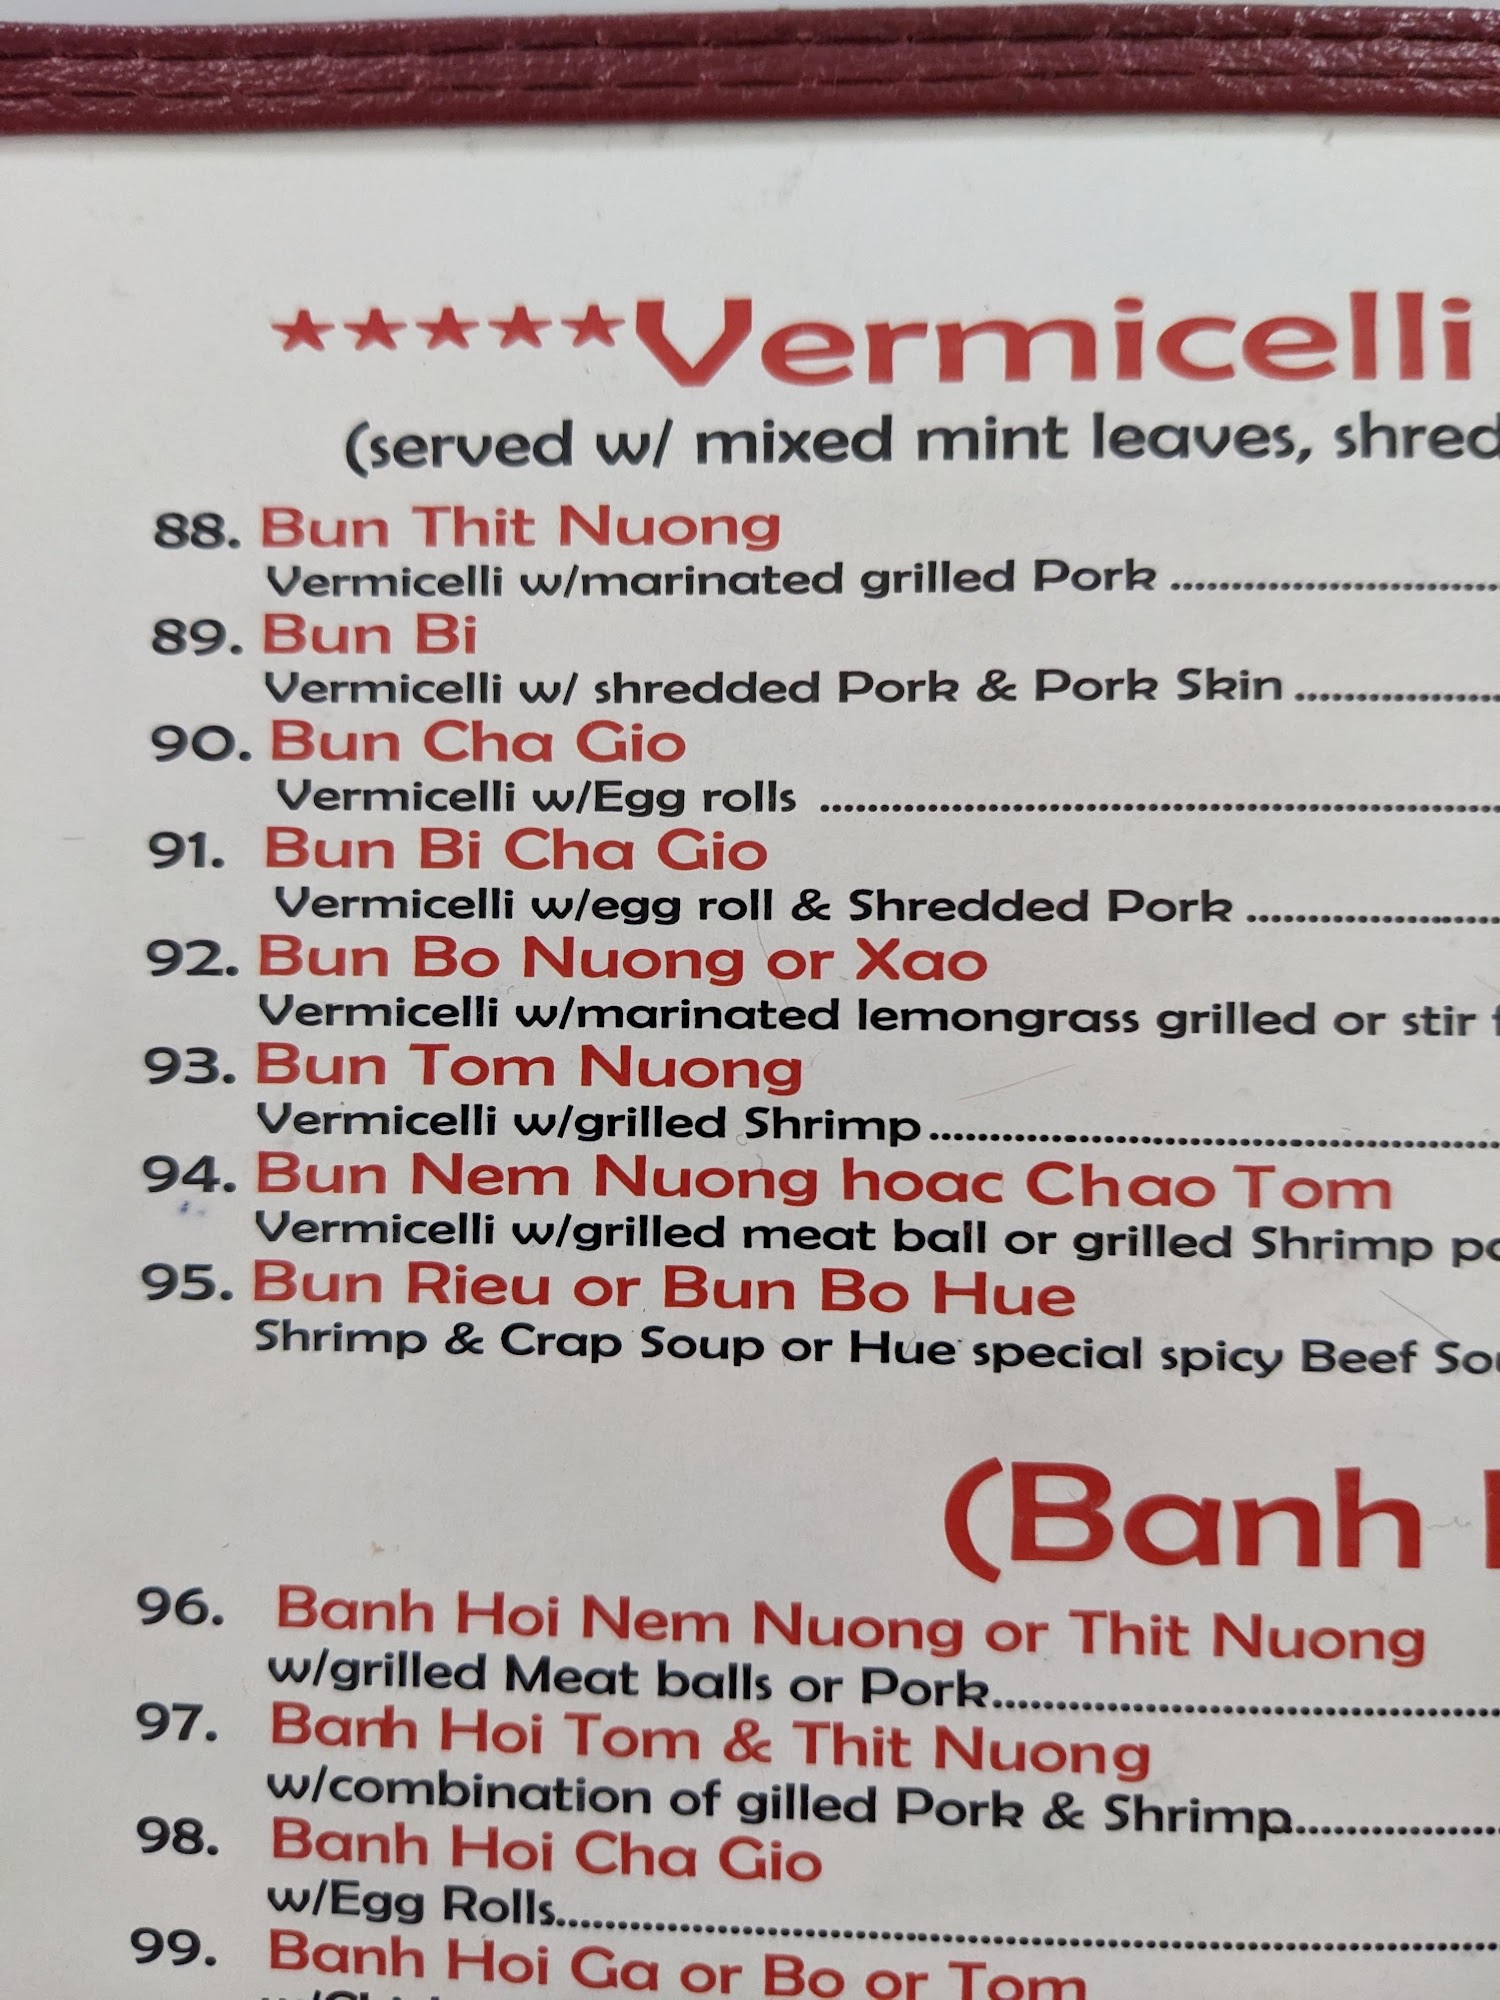 *****Vermicelli
(served w/ mixed mint leaves, shred
88. Bun Thit Nuong
Vermicelli w/marinated grilled Pork
89. Bun Bi
Vermicelli w/ shredded Pork & Pork Skin
90. Bun Cha Gio
Vermicelli w/Egg rolls
91. Bun Bi Cha Gio
Vermicelli w/egg roll & Shredded Pork
92. Bun Bo Nuong or Xao
Vermicelli w/marinated lemongrass grilled or stir
93. Bun Tom Nuong
Vermicelli w/grilled Shrimp
94. Bun Nem Nuong hoac Chao Tom
Vermicelli w/grilled meat ball or grilled Shrimp
95. Bun Rieu or Bun Bo Hue
Shrimp & Crap Soup or Hue special spicy Beef
(Banh
96. Banh Hoi Nem Nuong or Thit Nuong
w/grilled Meat balls or Pork
97. Banh Hoi Tom & Thit Nuong
w/combination of gilled Pork & Shrimp
98. Banh Hoi Cha Gio
w/Egg Rolls
99. Banh Hoi Ga or Bo or Tom